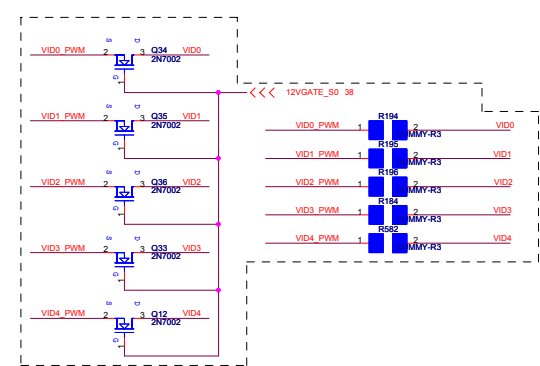 S D
VID0_PWM 2 3 Q34 VID0
2N7002
G 1
12VGATE_S0 38
S D
VID1_PWM 2 3 Q35 VID1
2N7002
G 1
S D
VID2_PWM 2 3 Q36 VID2
2N7002
G 1
S D
VID3_PWM 2 3 Q33 VID3
2N7002
G 1
S D
VID4_PWM 2 3 Q12 VID4
2N7002
G 1
R194
VID0_PWM 1 2 VID0
MMY-R3
R195
VID1_PWM 1 2 VID1
MMY-R3
R196
VID2_PWM 1 2 VID2
MMY-R3
R184
VID3_PWM 1 2 VID3
MMY-R3
R582
VID4_PWM 1 2 VID4
MMY-R3